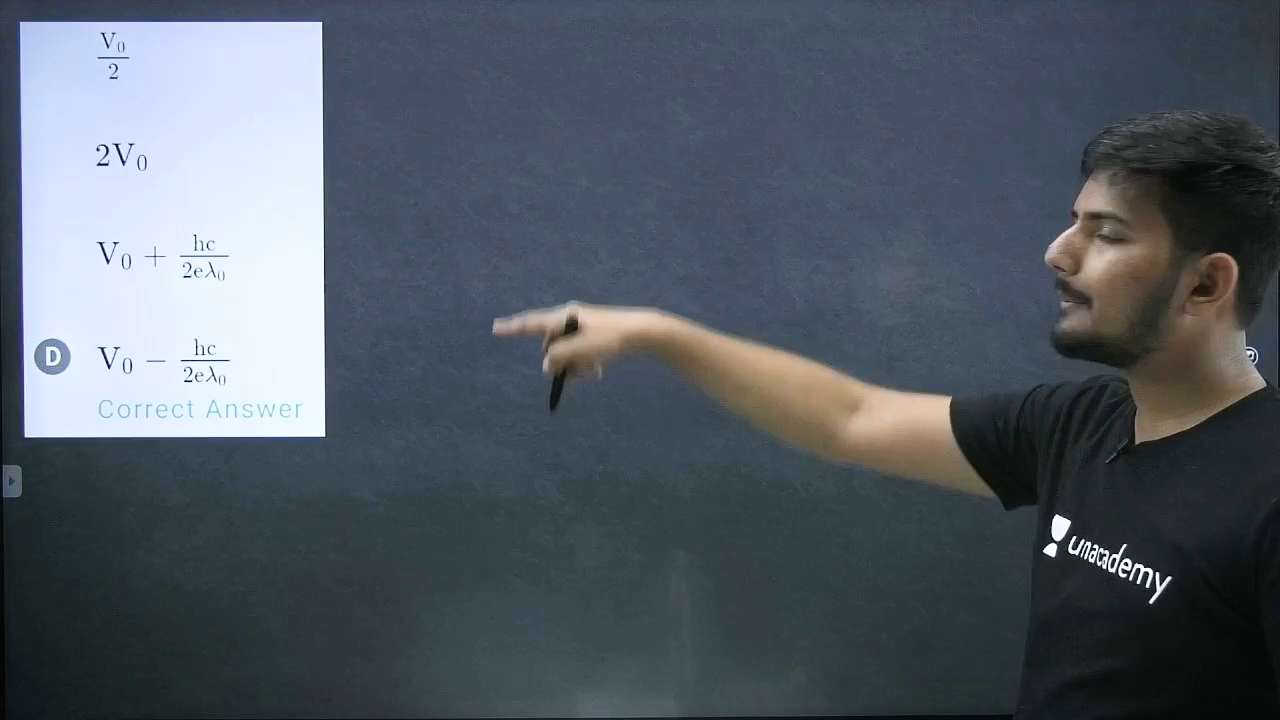 V₀/2
2V₀
V₀ + hc/2eλ₀
D V₀ − hc/2eλ₀
Correct Answer
unacademy